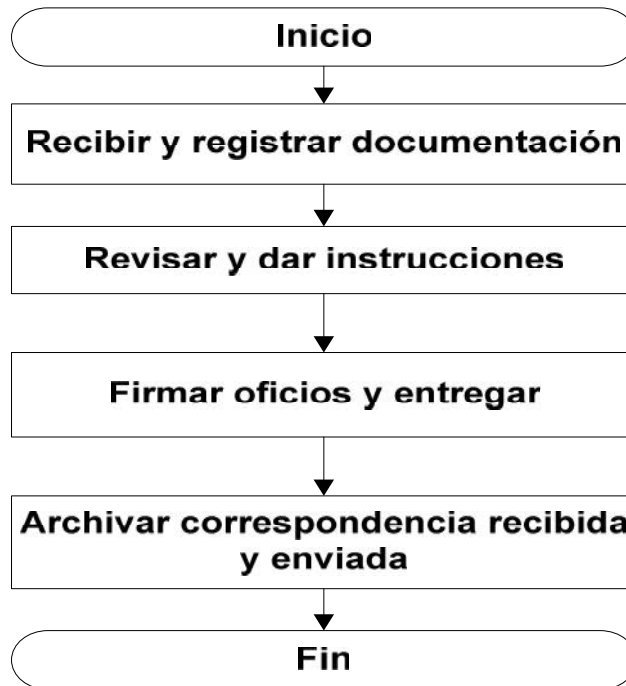 Inicio
Recibir y registrar documentación
Revisar y dar instrucciones
Firmar oficios y entregar
Archivar correspondencia recibida
y enviada
Fin